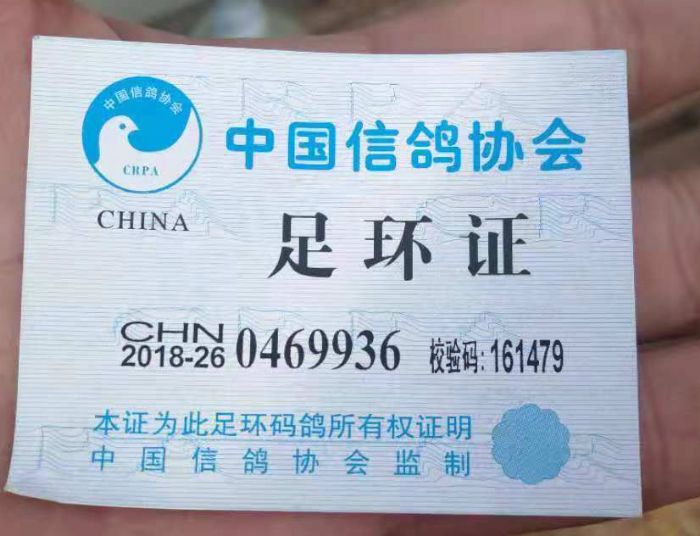 中国信鸽协会
CRPA
CHINA
中国信鸽协会
足环证
CHN
2018-26 0469936 校验码: 161479
本证为此足环码鸽所有权证明
中国信鸽协会监制